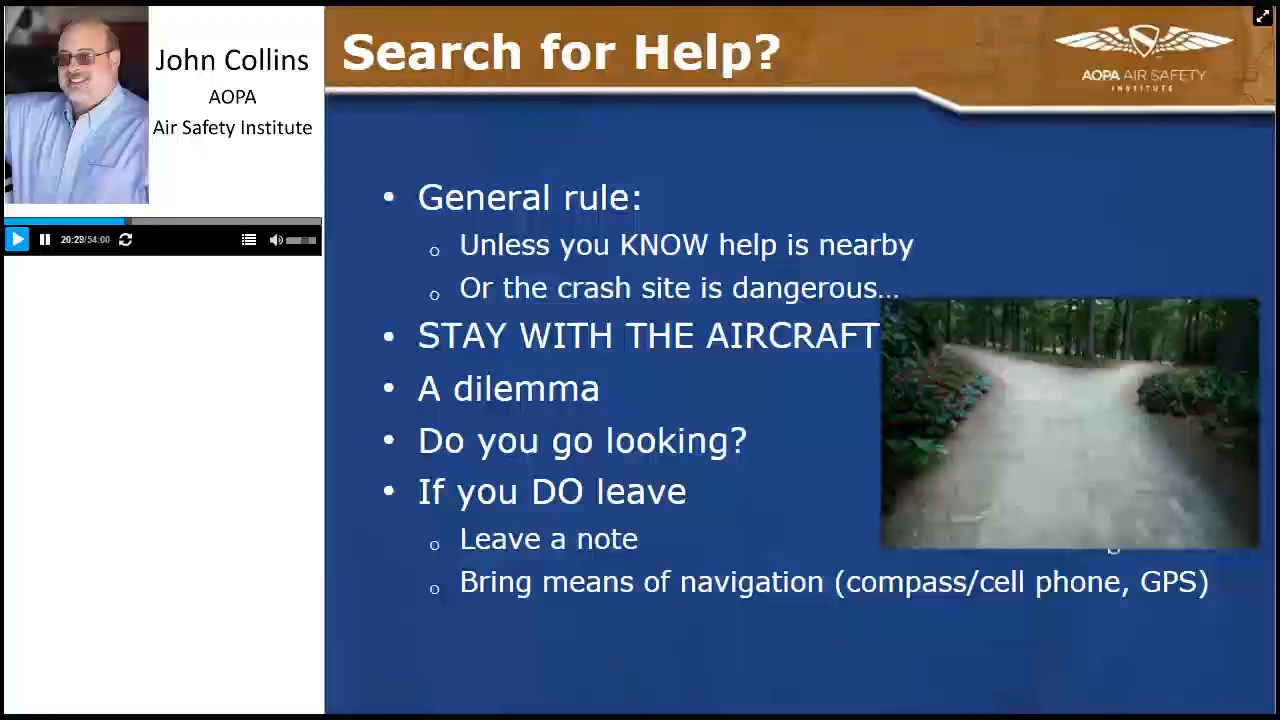 John Collins
AOPA
Air Safety Institute
20:29/54:00
Search for Help?
AOPA AIR SAFETY
INSTITUTE
• General rule:
o Unless you KNOW help is nearby
o Or the crash site is dangerous…
• STAY WITH THE AIRCRAFT
• A dilemma
• Do you go looking?
• If you DO leave
o Leave a note
o Bring means of navigation (compass/cell phone, GPS)